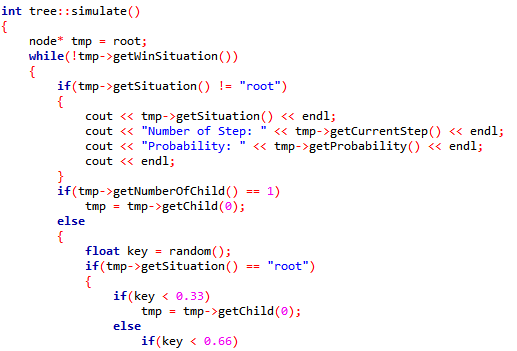 int tree::simulate()
{
    node* tmp = root;
    while(!tmp->getWinSituation())
    {
        if(tmp->getSituation() != "root")
        {
            cout << tmp->getSituation() << endl;
            cout << "Number of Step: " << tmp->getCurrentStep() << endl;
            cout << "Probability: " << tmp->getProbability() << endl;
            cout << endl;
        }
        if(tmp->getNumberOfChild() == 1)
            tmp = tmp->getChild(0);
        else
        {
            float key = random();
            if(tmp->getSituation() == "root")
            {
                if(key < 0.33)
                    tmp = tmp->getChild(0);
                else
                    if(key < 0.66)